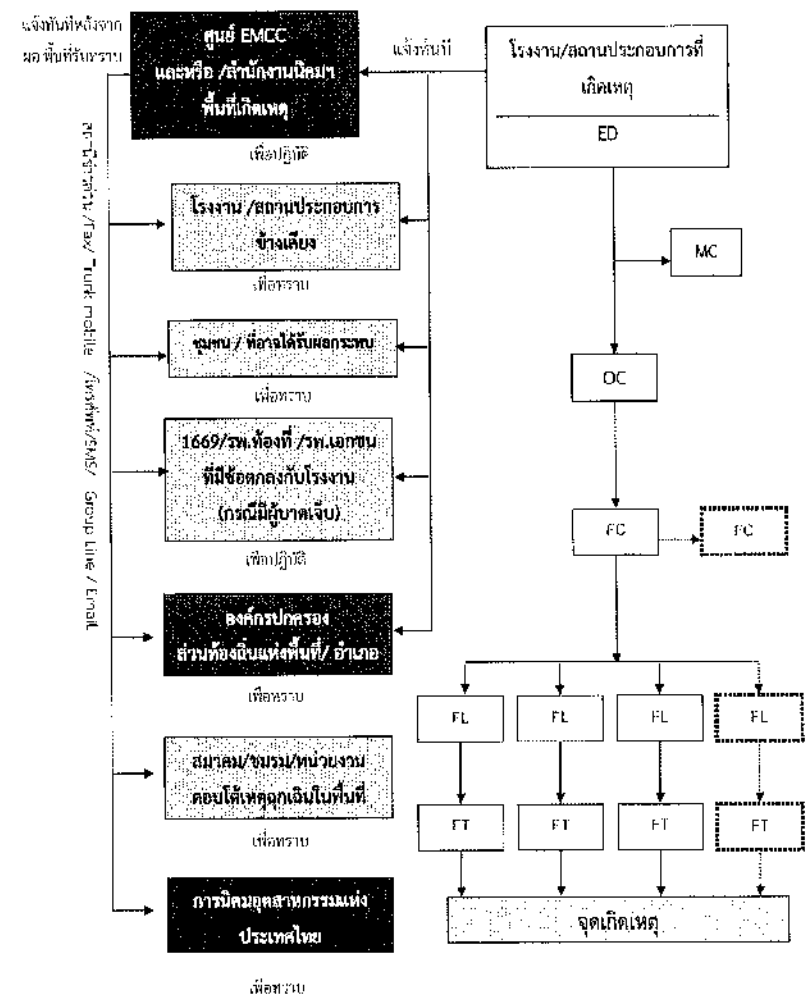 แจ้งทันทีหลังจาก
ผอ.พื้นที่รับทราบ
ศูนย์ EMCC
และหรือ /สำนักงานนิคมฯ
พื้นที่เกิดเหตุ
เพื่อปฏิบัติ
แจ้งทันที
โรงงาน/สถานประกอบการที่
เกิดเหตุ
ED
โรงงาน /สถานประกอบการ
ข้างเคียง
เพื่อทราบ
ชุมชน / ที่อาจได้รับผลกระทบ
เพื่อทราบ
1669/รพ.ท้องที่ /รพ.เอกชน
ที่มีข้อตกลงกับโรงงาน
(กรณีมีผู้บาดเจ็บ)
เพื่อปฏิบัติ
องค์กรปกครอง
ส่วนท้องถิ่นแห่งพื้นที่/ อำเภอ
เพื่อทราบ
สมาคม/ชมรม/หน่วยงาน
ตอบโต้เหตุฉุกเฉินในพื้นที่
เพื่อทราบ
การนิคมอุตสาหกรรมแห่ง
ประเทศไทย
เพื่อทราบ
/Fax/ Trunk mobile /โทรศัพท์/SMS/ Group Line / Email
MC
OC
FC
FC
FL
FL
FL
FL
FT
FT
FT
FT
จุดเกิดเหตุ